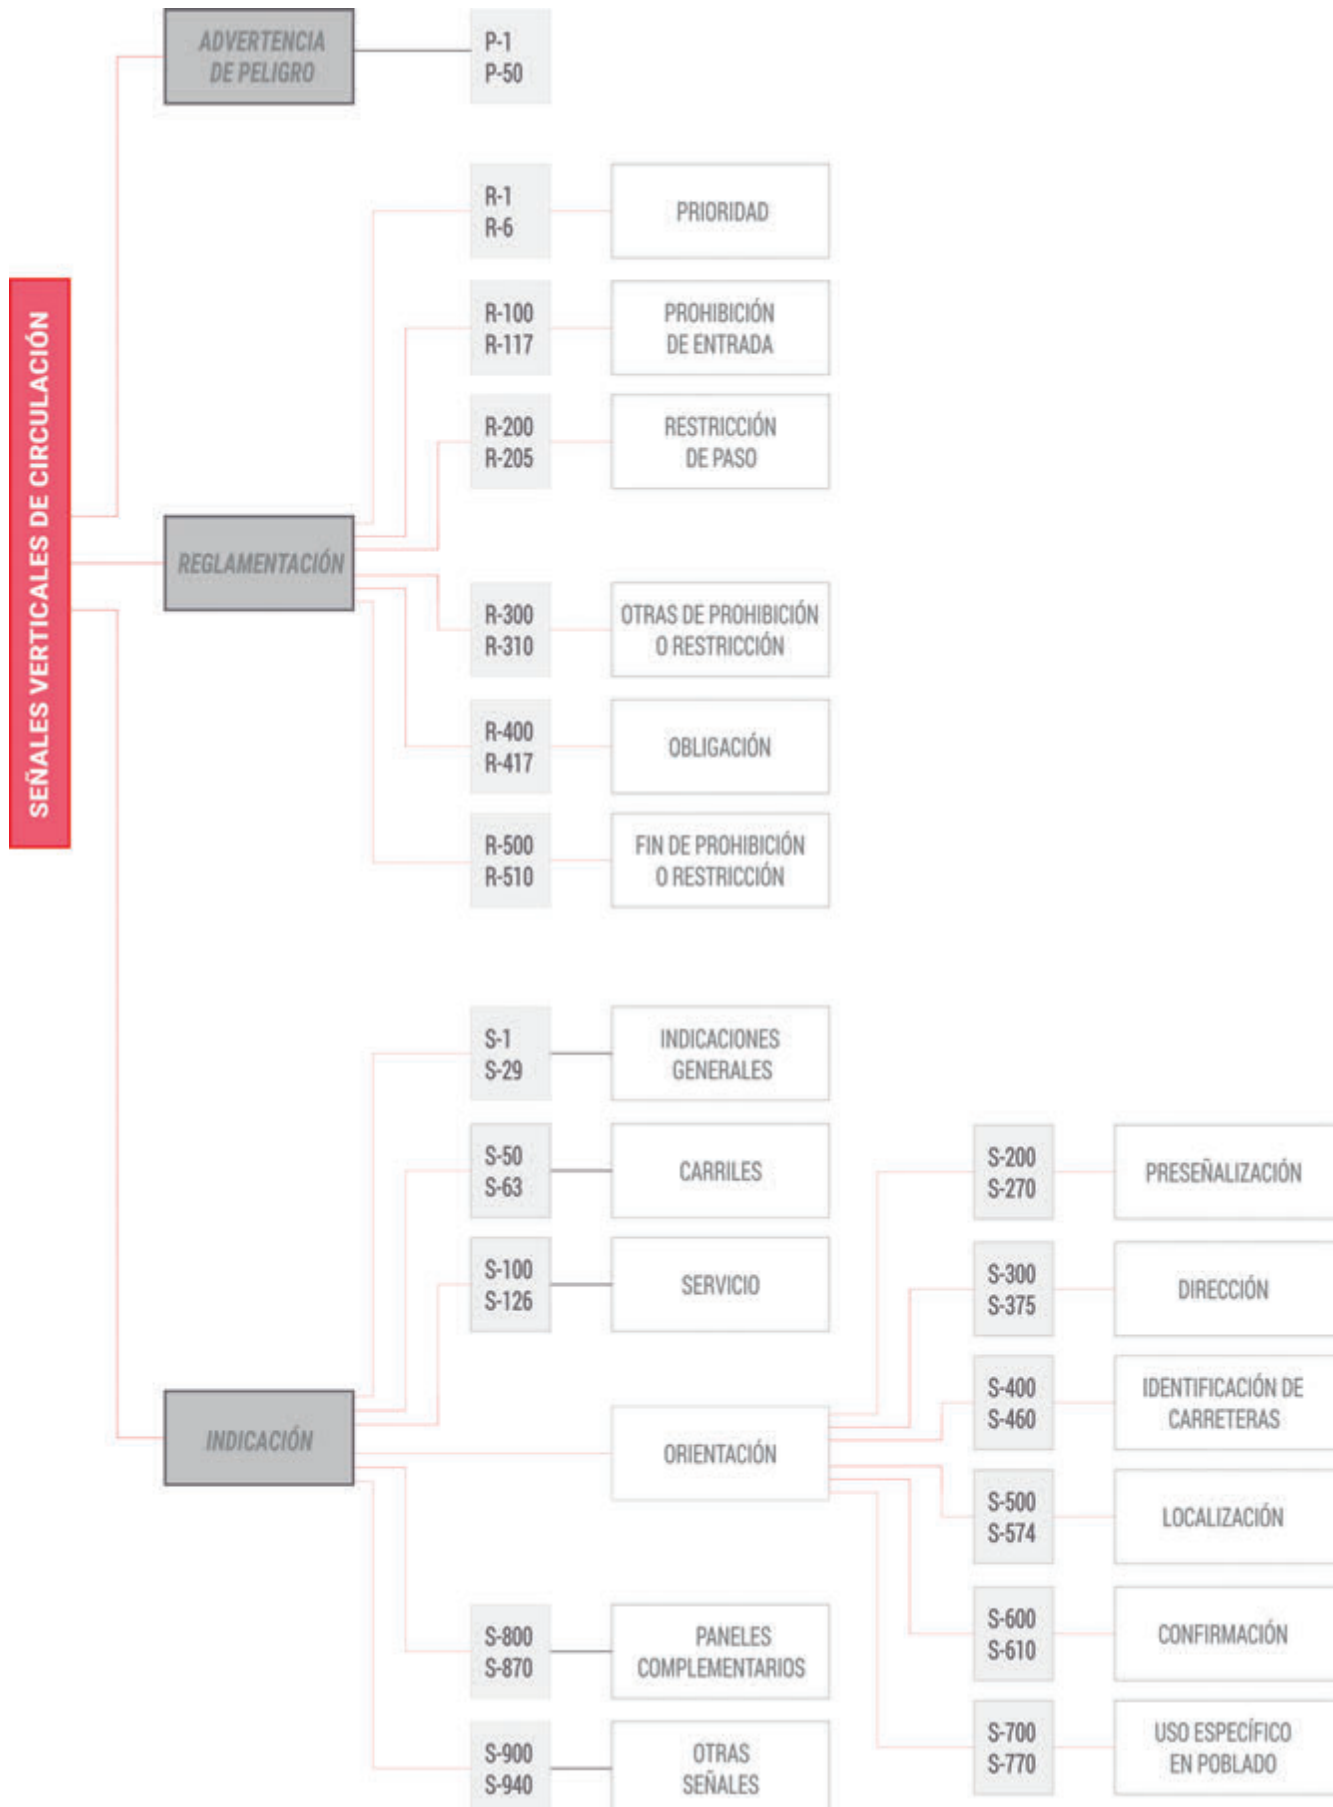 SEÑALES VERTICALES DE CIRCULACIÓN
ADVERTENCIA
DE PELIGRO
P-1
P-50
REGLAMENTACIÓN
R-1
R-6
PRIORIDAD
R-100
R-117
PROHIBICIÓN
DE ENTRADA
R-200
R-205
RESTRICCIÓN
DE PASO
R-300
R-310
OTRAS DE PROHIBICIÓN
O RESTRICCIÓN
R-400
R-417
OBLIGACIÓN
R-500
R-510
FIN DE PROHIBICIÓN
O RESTRICCIÓN
INDICACIÓN
S-1
S-29
INDICACIONES
GENERALES
S-50
S-63
CARRILES
S-100
S-126
SERVICIO
ORIENTACIÓN
S-200
S-270
PRESEÑALIZACIÓN
S-300
S-375
DIRECCIÓN
S-400
S-460
IDENTIFICACIÓN DE
CARRETERAS
S-500
S-574
LOCALIZACIÓN
S-600
S-610
CONFIRMACIÓN
S-700
S-770
USO ESPECÍFICO
EN POBLADO
S-800
S-870
PANELES
COMPLEMENTARIOS
S-900
S-940
OTRAS
SEÑALES